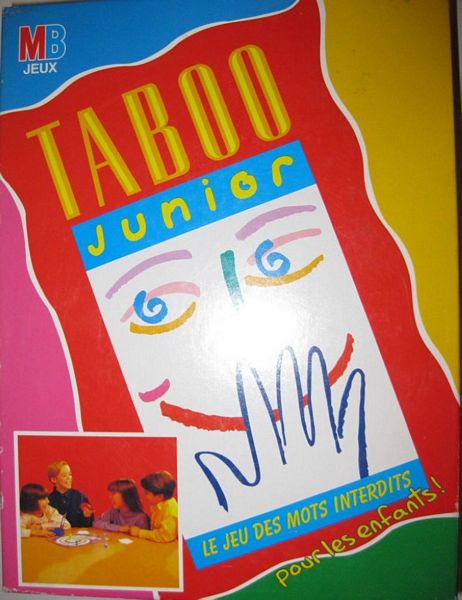 MB
JEUX
TABOO
Junior
LE JEU DES MOTS INTERDITS
pour les enfants!